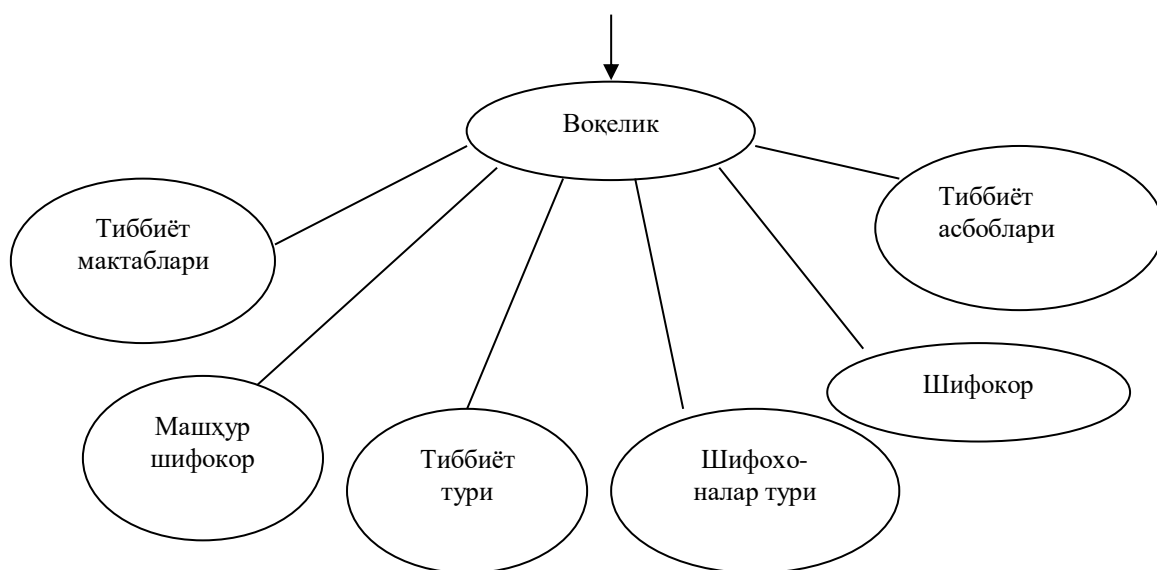 Воқелик
Тиббиёт
асбоблари
Тиббиёт
мактаблари
Шифокор
Машҳур
шифокор
Тиббиёт
тури
Шифохо-
налар тури